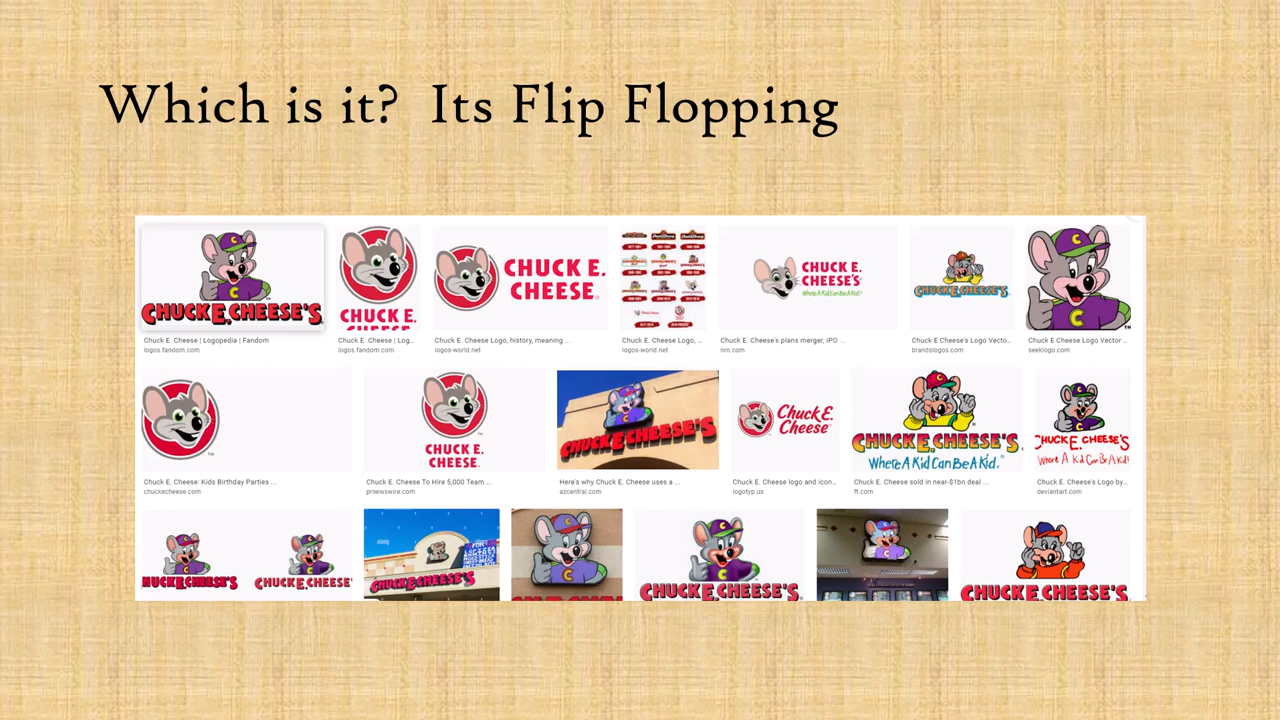 Which is it? Its Flip Flopping
CHUCK E. CHEESE'S
CHUCK E.
CHEESE
CHUCK E.
CHEESE
CHUCK E.
CHEESE'S
Where A Kid Can Be A Kid.
CHUCK E. CHEESE'S
Chuck E. Cheese | Logopedia | Fandom
logos.fandom.com
Chuck E. Cheese | Log...
logos.fandom.com
Chuck E. Cheese Logo, history, meaning ...
logos-world.net
Chuck E. Cheese Logo, ...
logos-world.net
Chuck E. Cheese's plans merger, IPO ...
nrn.com
Chuck E. Cheese's Logo Vecto...
brandslogos.com
Chuck E Cheese Logo Vector ...
seeklogo.com
CHUCK E.
CHEESE.
CHUCK E. CHEESE'S
Chuck E.
Cheese
CHUCK E. CHEESE'S
Where A Kid Can Be A Kid.
CHUCK E. CHEESE'S
Where A Kid Can Be A Kid!
Chuck E. Cheese: Kids Birthday Parties ...
chuckecheese.com
Chuck E. Cheese To Hire 5,000 Team ...
prnewswire.com
Here's why Chuck E. Cheese uses a ...
azcentral.com
Chuck E. Cheese logo and icon...
logotyp.us
Chuck E. Cheese sold in near-$1bn deal ...
ft.com
Chuck E. Cheese's Logo by...
deviantart.com
HUCK E. CHEESE'S
CHUCK E. CHEESE'
CHUCK E. CHEESE'S
CHUCK E. CHEESE'S
CHUCK E. CHEESE'S